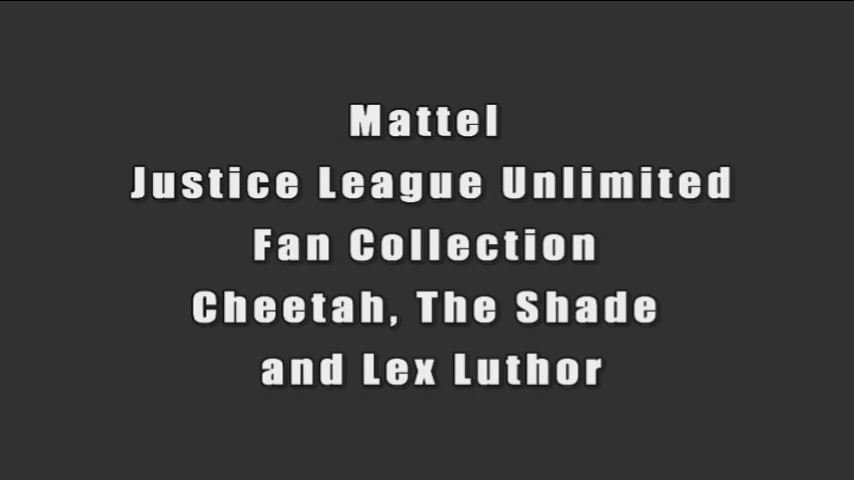 Mattel
Justice League Unlimited
Fan Collection
Cheetah, The Shade
and Lex Luthor